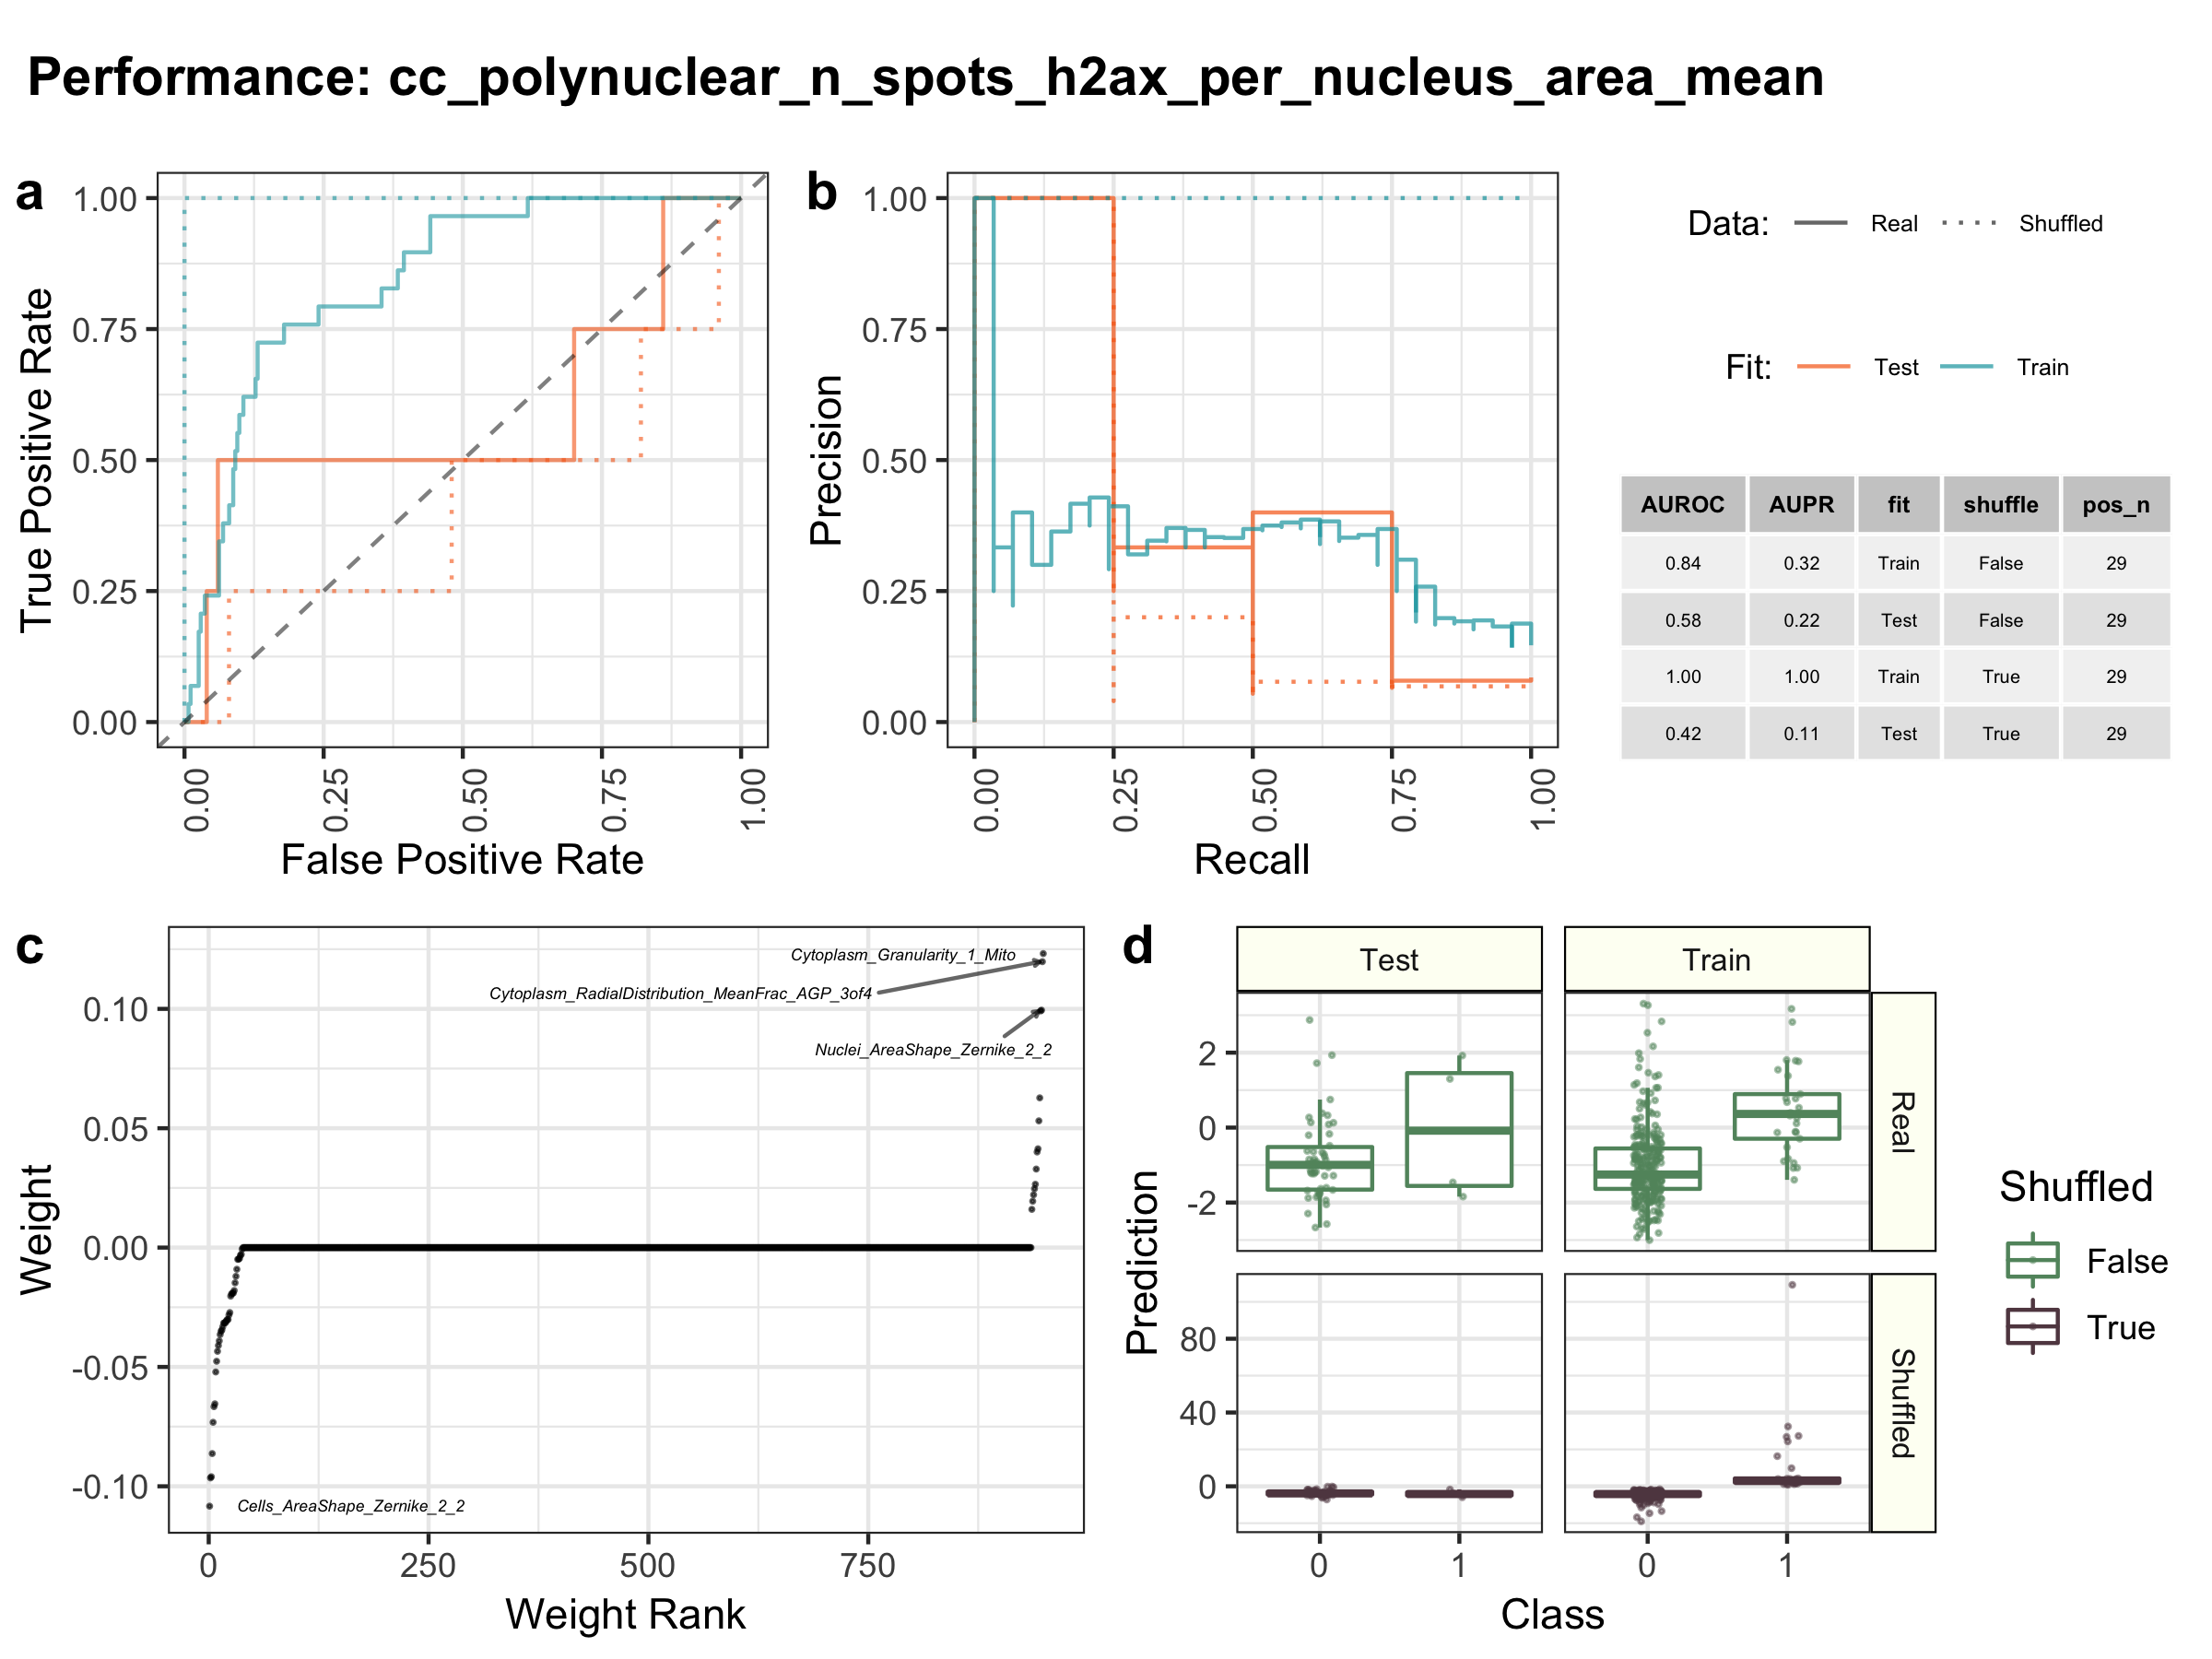 Performance: cc_polynuclear_n_spots_h2ax_per_nucleus_area_mean
a
1.00
0.75
0.50
0.25
0.00
True Positive Rate
0.00 0.25 0.50 0.75 1.00
False Positive Rate
b
1.00
0.75
0.50
0.25
0.00
Precision
0.00 0.25 0.50 0.75 1.00
Recall
Data: Real Shuffled
Fit: Test Train
AUROC AUPR fit shuffle pos_n
0.84 0.32 Train False 29
0.58 0.22 Test False 29
1.00 1.00 Train True 29
0.42 0.11 Test True 29
c
0.10
0.05
0.00
-0.05
-0.10
Weight
Cytoplasm_Granularity_1_Mito
Cytoplasm_RadialDistribution_MeanFrac_AGP_3of4
Nuclei_AreaShape_Zernike_2_2
Cells_AreaShape_Zernike_2_2
0 250 500 750
Weight Rank
d
Test Train
2
0
-2
Real
80
40
0
Shuffled
Prediction
0 1 0 1
Class
Shuffled
False
True